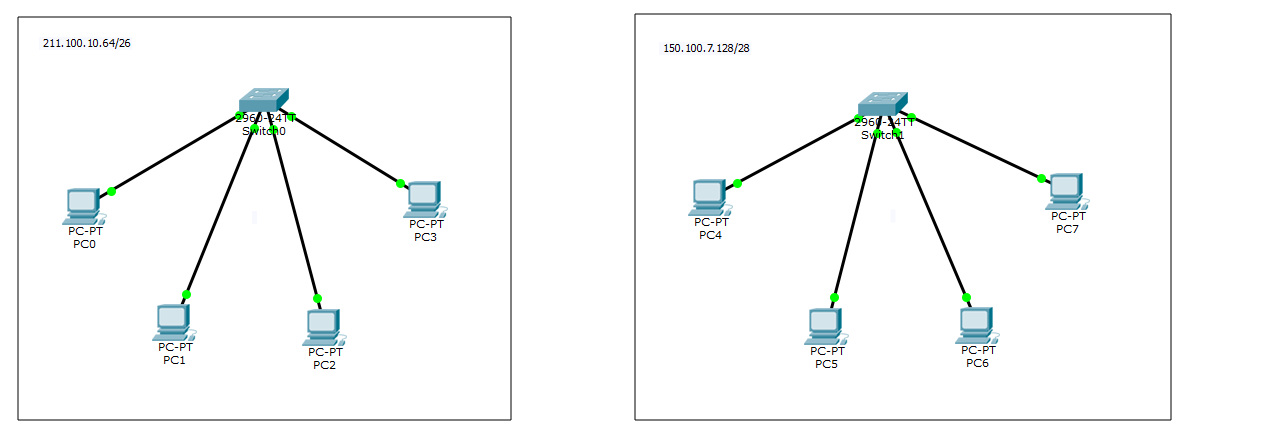 211.100.10.64/26
2960-24TT
Switch0
PC-PT
PC0
PC-PT
PC3
PC-PT
PC1
PC-PT
PC2
150.100.7.128/28
2960-24TT
Switch1
PC-PT
PC4
PC-PT
PC7
PC-PT
PC5
PC-PT
PC6